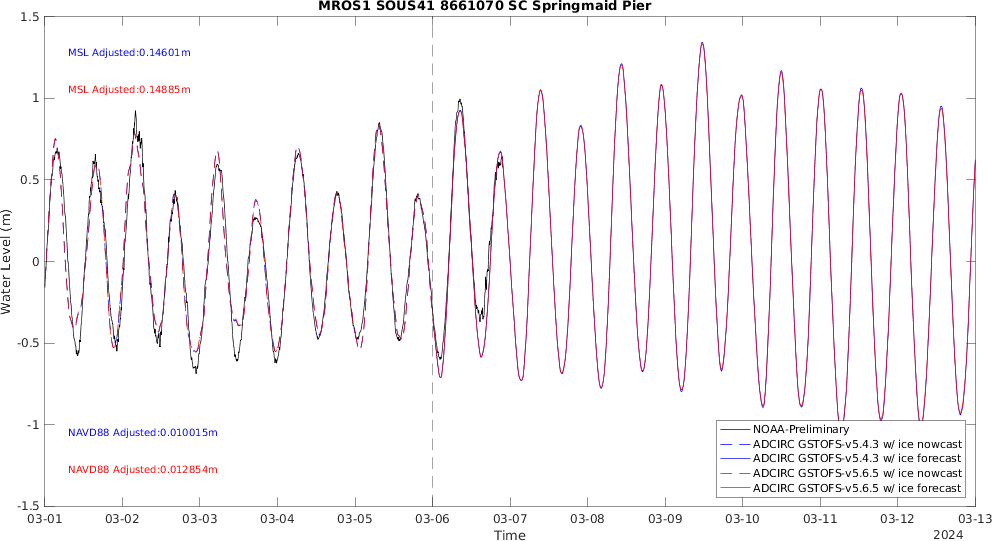 MROS1 SOUS41 8661070 SC Springmaid Pier
1.5
1
0.5
0
-0.5
-1
-1.5
Water Level (m)
MSL Adjusted:0.14601m
MSL Adjusted:0.14885m
NAVD88 Adjusted:0.010015m
NAVD88 Adjusted:0.012854m
NOAA-Preliminary
ADCIRC GSTOFS-v5.4.3 w/ ice nowcast
ADCIRC GSTOFS-v5.4.3 w/ ice forecast
ADCIRC GSTOFS-v5.6.5 w/ ice nowcast
ADCIRC GSTOFS-v5.6.5 w/ ice forecast
03-01 03-02 03-03 03-04 03-05 03-06 03-07 03-08 03-09 03-10 03-11 03-12 03-13
Time
2024